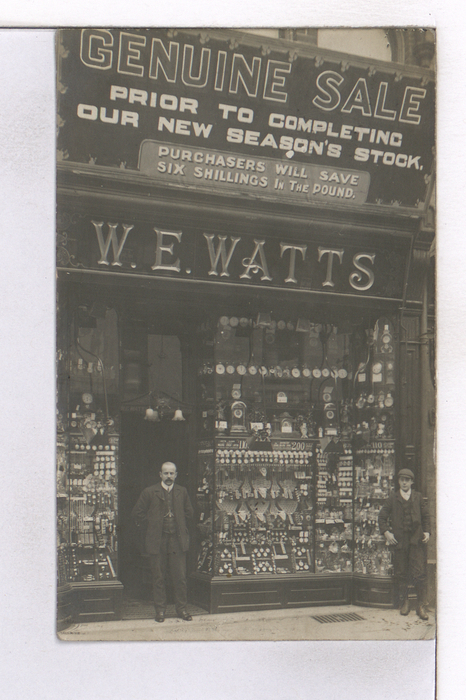 GENUINE SALE
PRIOR TO COMPLETING
OUR NEW SEASON'S STOCK,
PURCHASERS WILL SAVE
SIX SHILLINGS IN THE POUND.
W. E. WATTS